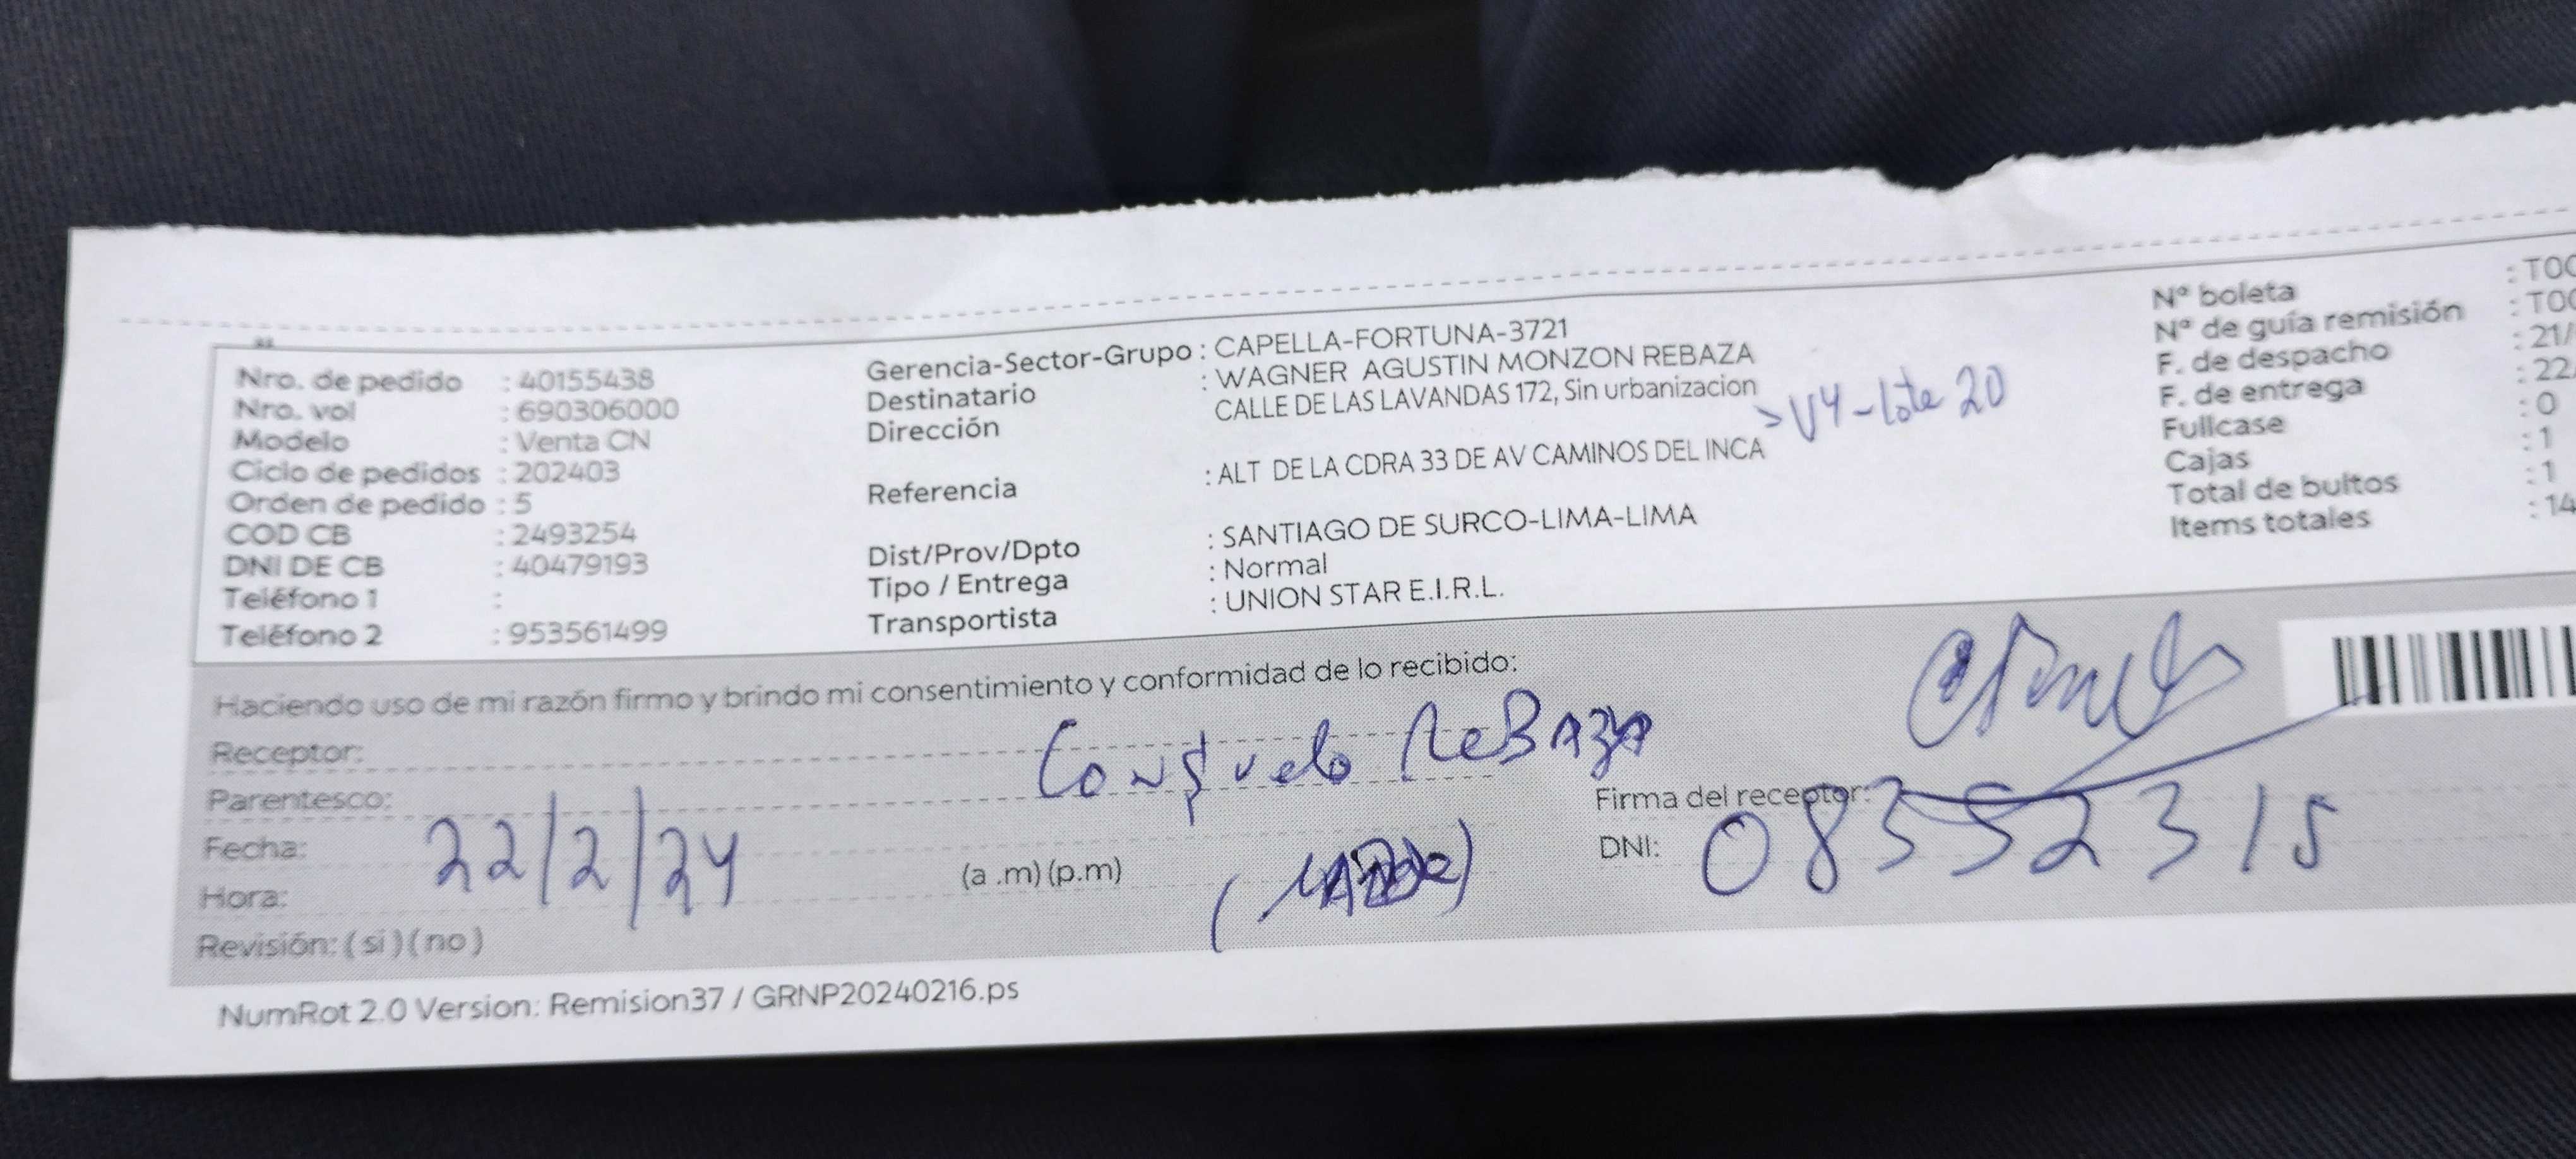 Nro. de pedido : 40155438
Nro. vol : 690306000
Modelo : Venta CN
Ciclo de pedidos : 202403
Orden de pedido : 5
COD CB : 2493254
DNI DE CB : 40479193
Teléfono 1 :
Teléfono 2 : 953561499
Gerencia-Sector-Grupo : CAPELLA-FORTUNA-3721
Destinatario : WAGNER AGUSTIN MONZON REBAZA
Dirección CALLE DE LAS LAVANDAS 172, Sin urbanizacion
>V4-Lote 20
Referencia : ALT DE LA CDRA 33 DE AV CAMINOS DEL INCA
Dist/Prov/Dpto : SANTIAGO DE SURCO-LIMA-LIMA
Tipo / Entrega : Normal
Transportista : UNION STAR E.I.R.L.
Nº boleta : T00
Nº de guía remisión : T00
F. de despacho : 21/
F. de entrega : 22
Fullcase : 0
Cajas : 1
Total de bultos : 1
Items totales : 14
Haciendo uso de mi razón firmo y brindo mi consentimiento y conformidad de lo recibido:
Receptor: Consuelo ReBAZA
Parentesco:
Fecha: 22/2/24
Hora: (a .m) (p.m)
Revisión: ( si ) ( no )
Firma del receptor:
DNI: 08352315
NumRot 2.0 Version: Remision37 / GRNP20240216.ps